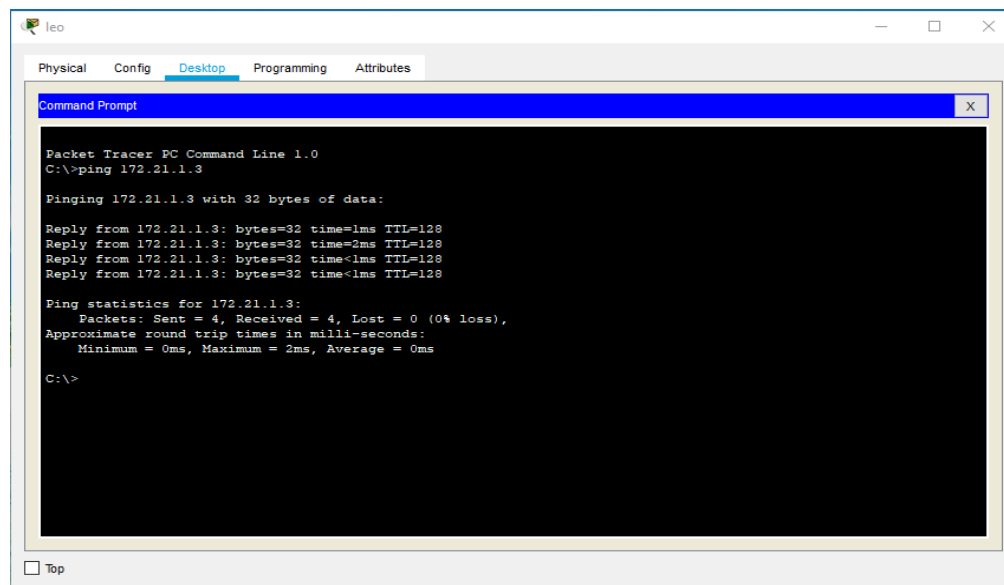 leo
Physical Config Desktop Programming Attributes
Command Prompt
X
Packet Tracer PC Command Line 1.0
C:\>ping 172.21.1.3
Pinging 172.21.1.3 with 32 bytes of data:
Reply from 172.21.1.3: bytes=32 time=1ms TTL=128
Reply from 172.21.1.3: bytes=32 time=2ms TTL=128
Reply from 172.21.1.3: bytes=32 time<1ms TTL=128
Reply from 172.21.1.3: bytes=32 time<1ms TTL=128
Ping statistics for 172.21.1.3:
Packets: Sent = 4, Received = 4, Lost = 0 (0% loss),
Approximate round trip times in milli-seconds:
Minimum = 0ms, Maximum = 2ms, Average = 0ms
C:\>
Top